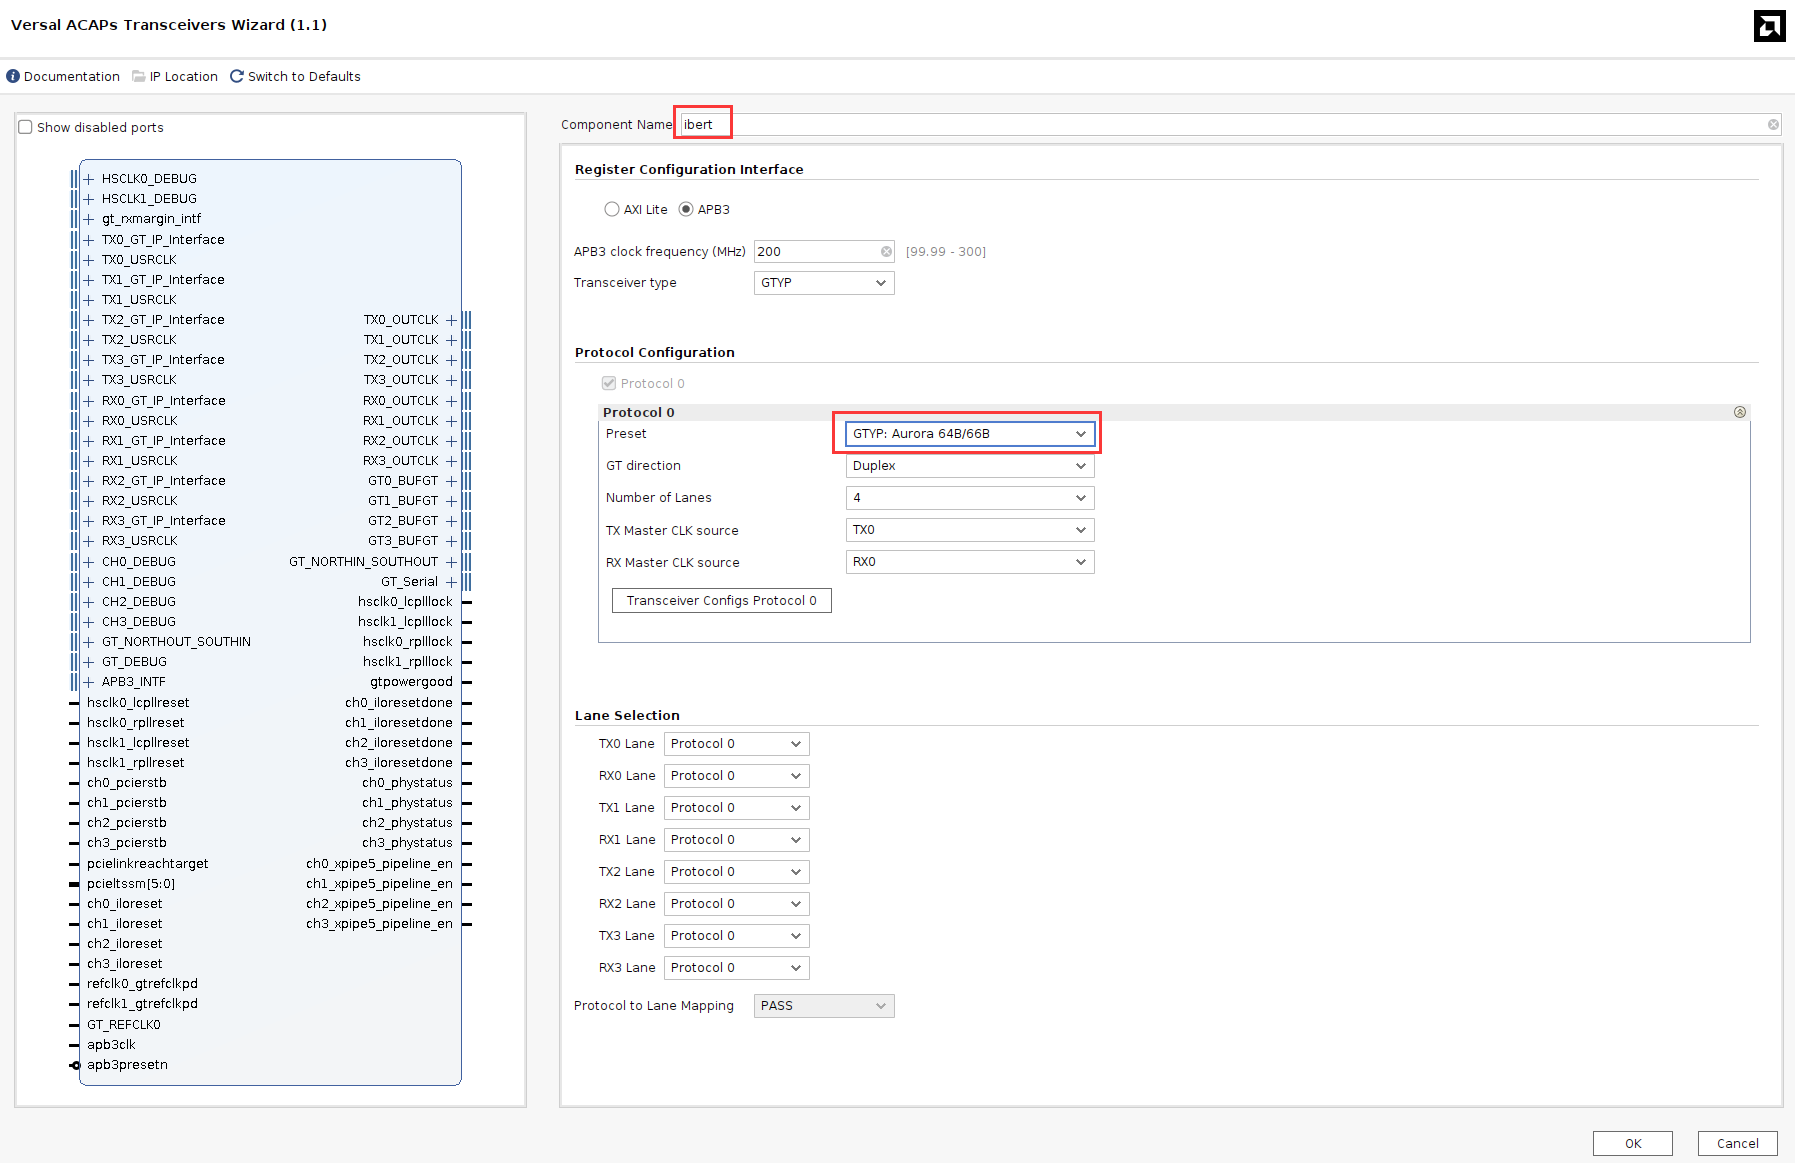 Versal ACAPs Transceivers Wizard (1.1)
Documentation IP Location Switch to Defaults
Show disabled ports
HSCLK0_DEBUG
HSCLK1_DEBUG
gt_rxmargin_intf
TX0_GT_IP_Interface
TX0_USRCLK
TX1_GT_IP_Interface
TX1_USRCLK
TX2_GT_IP_Interface
TX2_USRCLK
TX3_GT_IP_Interface
TX3_USRCLK
RX0_GT_IP_Interface
RX0_USRCLK
RX1_GT_IP_Interface
RX1_USRCLK
RX2_GT_IP_Interface
RX2_USRCLK
RX3_GT_IP_Interface
RX3_USRCLK
CH0_DEBUG
CH1_DEBUG
CH2_DEBUG
CH3_DEBUG
GT_NORTHOUT_SOUTHIN
GT_DEBUG
APB3_INTF
hsclk0_lcpllreset
hsclk0_rpllreset
hsclk1_lcpllreset
hsclk1_rpllreset
ch0_pcierstb
ch1_pcierstb
ch2_pcierstb
ch3_pcierstb
pcielinkreachtarget
pcieltssm[5:0]
ch0_iloreset
ch1_iloreset
ch2_iloreset
ch3_iloreset
refclk0_gtrefclkpd
refclk1_gtrefclkpd
GT_REFCLK0
apb3clk
apb3presetn
TX0_OUTCLK
TX1_OUTCLK
TX2_OUTCLK
TX3_OUTCLK
RX0_OUTCLK
RX1_OUTCLK
RX2_OUTCLK
RX3_OUTCLK
GT0_BUFGT
GT1_BUFGT
GT2_BUFGT
GT3_BUFGT
GT_NORTHIN_SOUTHOUT
GT_Serial
hsclk0_lcplllock
hsclk1_lcplllock
hsclk0_rplllock
hsclk1_rplllock
gtpowergood
ch0_iloresetdone
ch1_iloresetdone
ch2_iloresetdone
ch3_iloresetdone
ch0_phystatus
ch1_phystatus
ch2_phystatus
ch3_phystatus
ch0_xpipe5_pipeline_en
ch1_xpipe5_pipeline_en
ch2_xpipe5_pipeline_en
ch3_xpipe5_pipeline_en
Component Name ibert
Register Configuration Interface
AXI Lite APB3
APB3 clock frequency (MHz) 200 [99.99 - 300]
Transceiver type GTYP
Protocol Configuration
Protocol 0
Protocol 0
Preset GTYP: Aurora 64B/66B
GT direction Duplex
Number of Lanes 4
TX Master CLK source TX0
RX Master CLK source RX0
Transceiver Configs Protocol 0
Lane Selection
TX0 Lane Protocol 0
RX0 Lane Protocol 0
TX1 Lane Protocol 0
RX1 Lane Protocol 0
TX2 Lane Protocol 0
RX2 Lane Protocol 0
TX3 Lane Protocol 0
RX3 Lane Protocol 0
Protocol to Lane Mapping PASS
OK Cancel